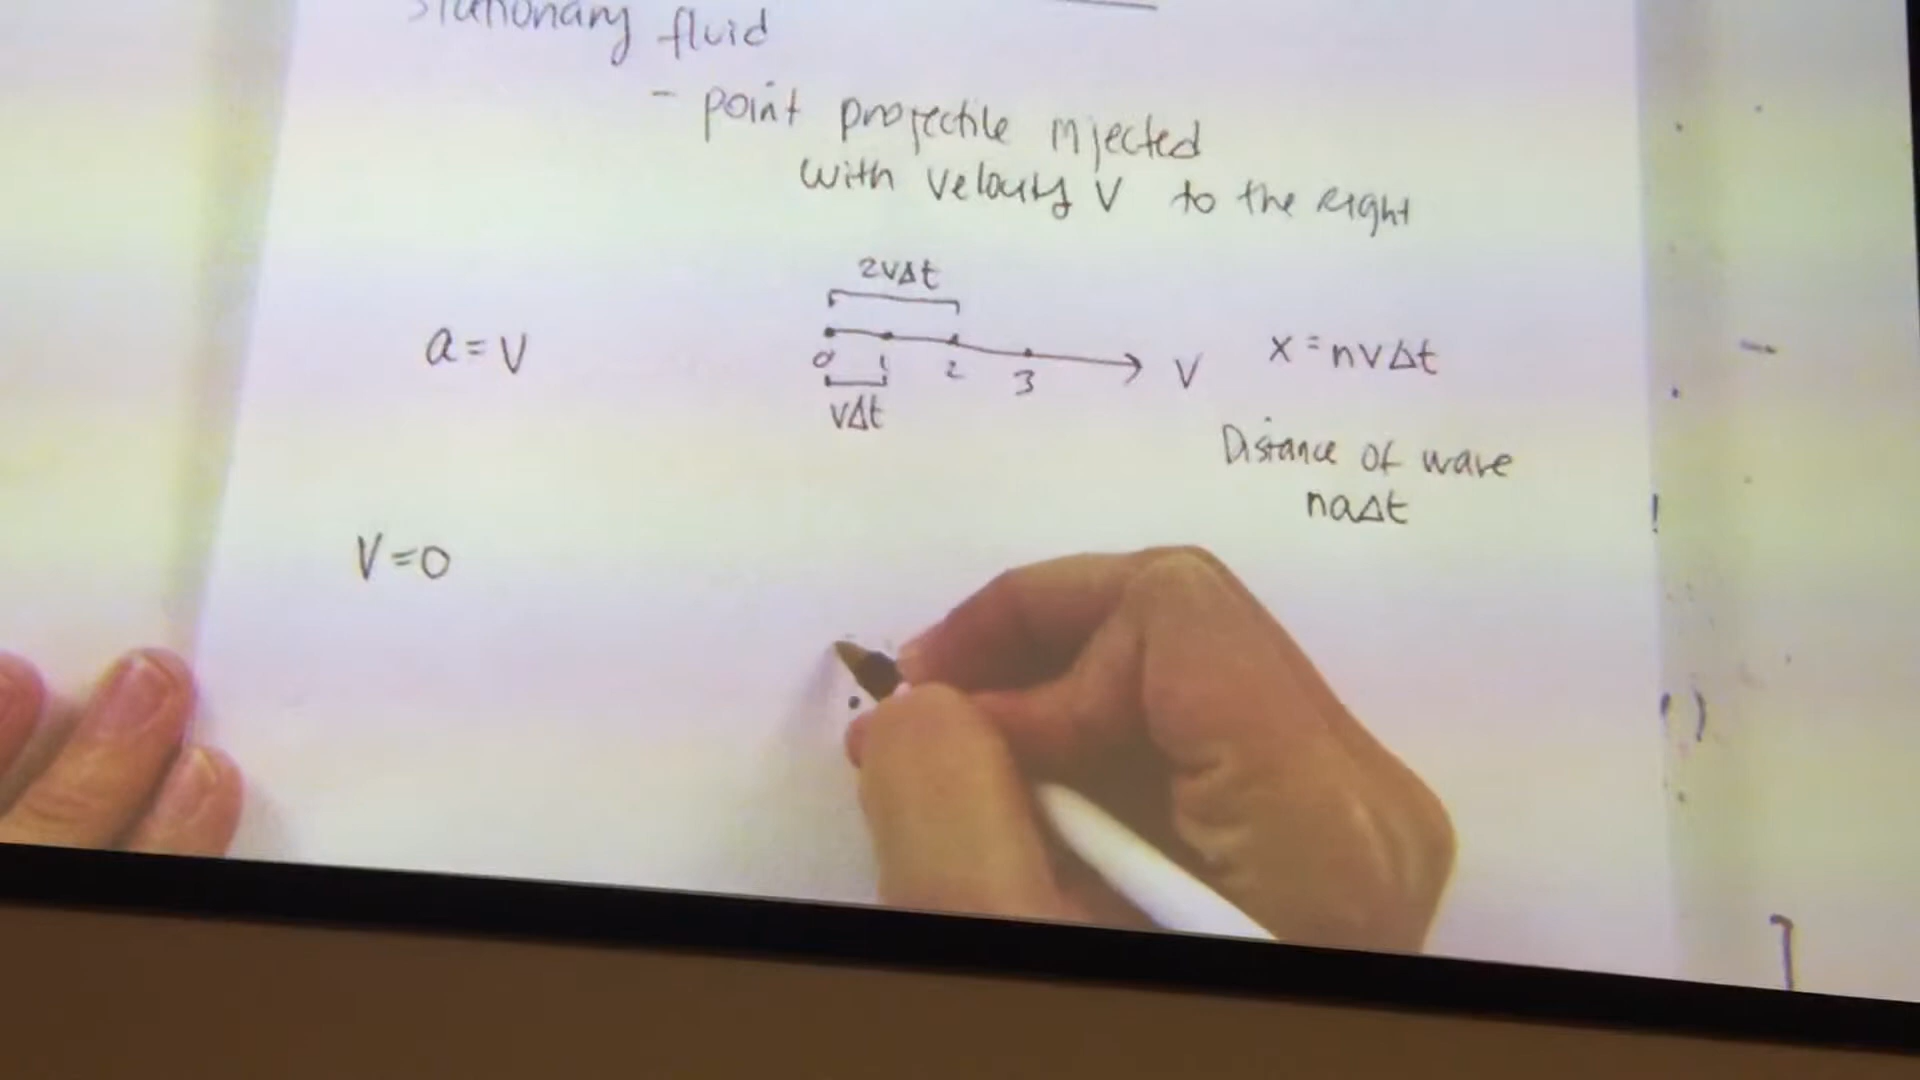 Stationary fluid
- point projectile injected
with velocity V to the right
2VΔt
a = V
0 1 2 3
V
x = nVΔt
VΔt
Distance of wave
naΔt
V = 0